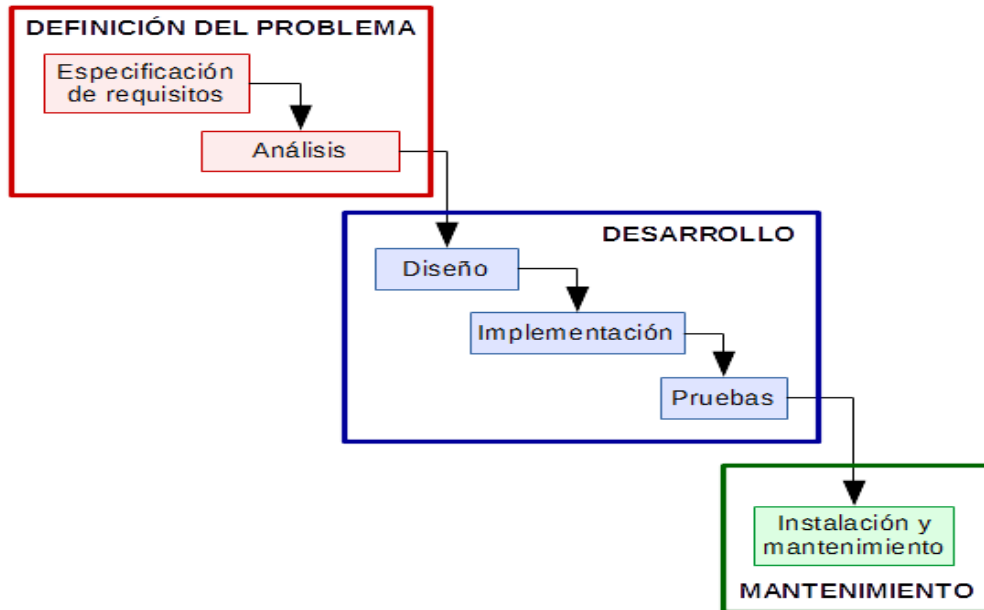 DEFINICIÓN DEL PROBLEMA
Especificación
de requisitos
Análisis
DESARROLLO
Diseño
Implementación
Pruebas
Instalación y
mantenimiento
MANTENIMIENTO